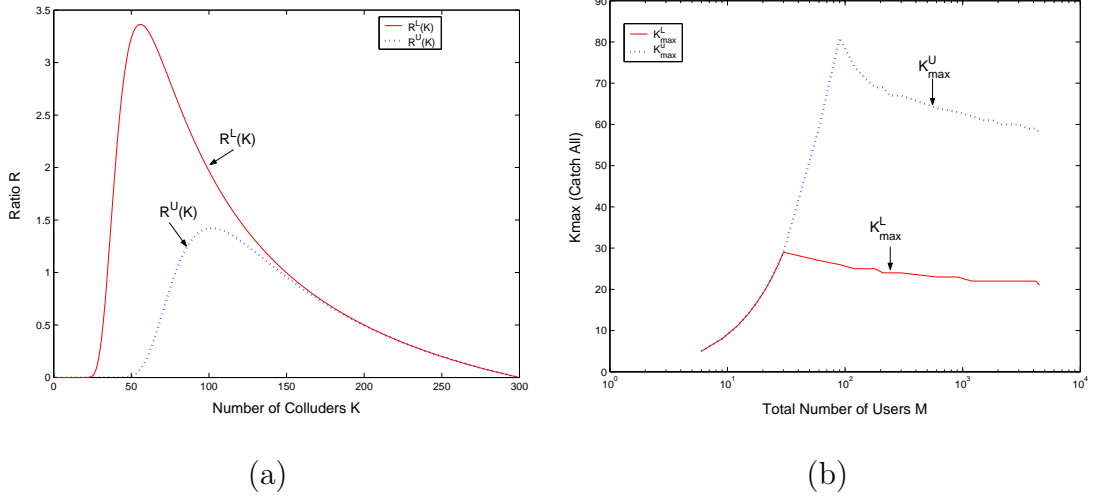 3.5
3
2.5
2
1.5
1
0.5
0
0
50
100
150
200
250
300
Ratio R
Number of Colluders K
R^L(K)
R^U(K)
R^L(K)
R^U(K)
(a)
90
80
70
60
50
40
30
20
10
0
10^0
10^1
10^2
10^3
10^4
Kmax (Catch All)
Total Number of Users M
K^L_max
K^u_max
K^U_max
K^L_max
(b)